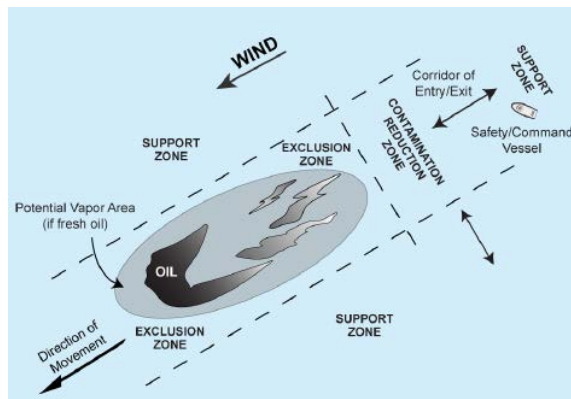 WIND
SUPPORT
ZONE
Corridor of
Entry/Exit
CONTAMINATION
REDUCTION
ZONE
Safety/Command
Vessel
SUPPORT
ZONE
EXCLUSION
ZONE
Potential Vapor Area
(if fresh oil)
OIL
EXCLUSION
ZONE
SUPPORT
ZONE
Direction of
Movement